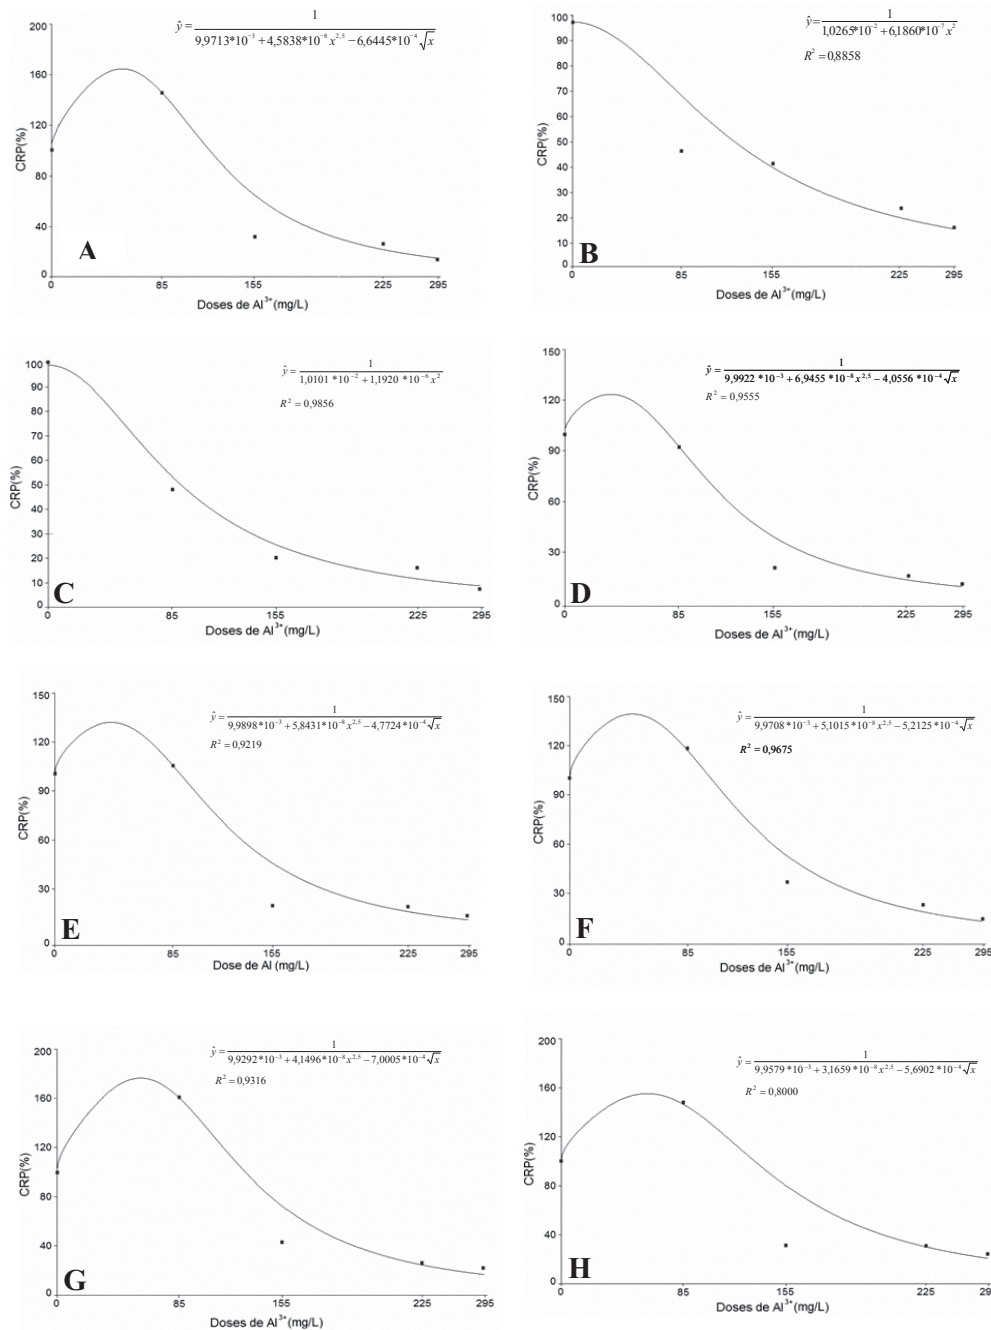 ŷ = 1 / (9,9713*10⁻³ + 4,5838*10⁻⁸ x^2,5 − 6,6445*10⁻⁴ √x)
200
160
120
80
40
0
CRP(%)
A
0 85 155 225 295
Doses de Al³⁺(mg/L)
ŷ = 1 / (1,0265*10⁻² + 6,1860*10⁻⁷ x²)
R² = 0,8858
100
90
80
70
60
50
40
30
20
10
0
CRP(%)
B
0 85 155 225 295
Doses de Al³⁺(mg/L)
ŷ = 1 / (1,0101 *10⁻² + 1,1920 *10⁻⁶ x²)
R² = 0,9856
100
90
80
70
60
50
40
30
20
10
0
CRP(%)
C
0 85 155 225 295
Doses de Al³⁺(mg/L)
ŷ = 1 / (9,9922 *10⁻³ + 6,9455 *10⁻⁸ x^2,5 − 4,0556 *10⁻⁴ √x)
R² = 0,9555
150
120
90
60
30
0
CRP(%)
D
0 85 155 225 295
Doses de Al³⁺(mg/L)
ŷ = 1 / (9,9898 *10⁻³ + 5,8431*10⁻⁸ x^2,5 − 4,7724 *10⁻⁴ √x)
R² = 0,9219
150
120
90
60
30
0
CRP(%)
E
0 85 155 225 295
Dose de Al (mg/L)
ŷ = 1 / (9,9708 *10⁻³ + 5,1015 *10⁻⁸ x^2,5 − 5,2125 *10⁻⁴ √x)
R² = 0,9675
150
120
90
60
30
0
CRP(%)
F
0 85 155 225 295
Doses de Al³⁺(mg/L)
ŷ = 1 / (9,9292 *10⁻³ + 4,1496 *10⁻⁸ x^2,5 − 7,0005*10⁻⁴ √x)
R² = 0,9316
200
160
120
80
40
0
CRP(%)
G
0 85 155 225 295
Doses de Al³⁺(mg/L)
ŷ = 1 / (9,9579 *10⁻³ + 3,1659 *10⁻⁸ x^2,5 − 5,6902 *10⁻⁴ √x)
R² = 0,8000
200
160
120
80
40
0
CRP(%)
H
0 85 155 225 295
Doses de Al³⁺(mg/L)